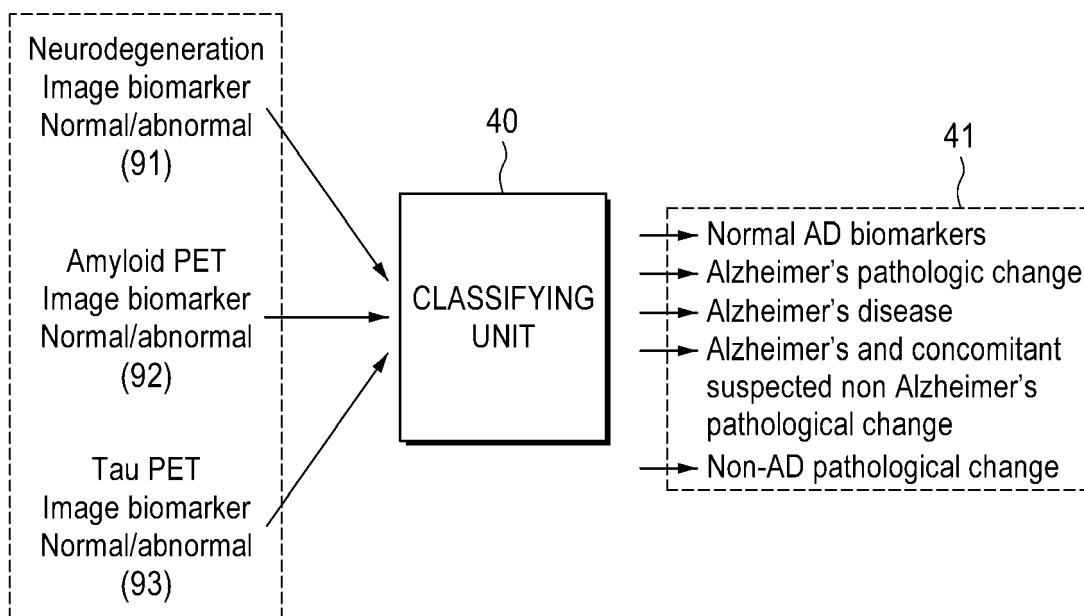 Neurodegeneration
Image biomarker
Normal/abnormal
(91)
Amyloid PET
Image biomarker
Normal/abnormal
(92)
Tau PET
Image biomarker
Normal/abnormal
(93)
40
CLASSIFYING
UNIT
41
Normal AD biomarkers
Alzheimer's pathologic change
Alzheimer's disease
Alzheimer's and concomitant
suspected non Alzheimer's
pathological change
Non-AD pathological change